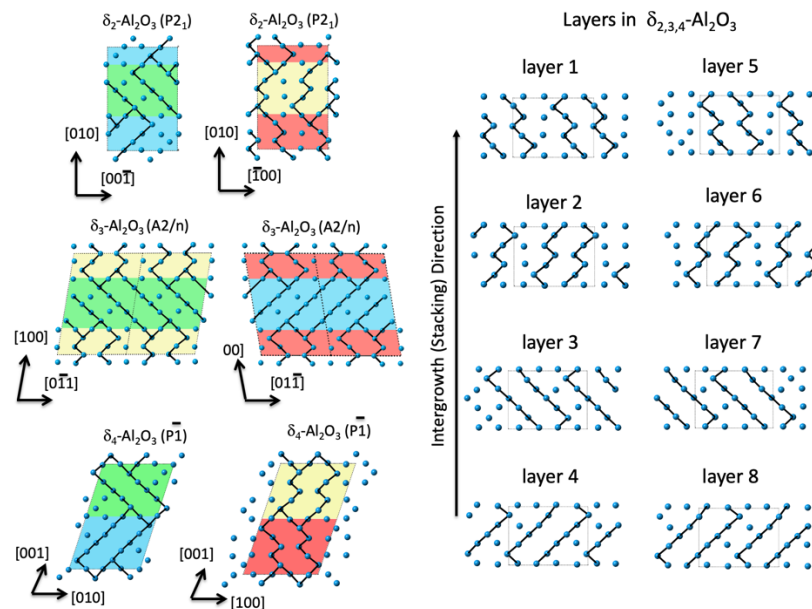 δ₂-Al₂O₃ (P2₁)
δ₂-Al₂O₃ (P2₁)
[010]
[001̅]
[010]
[1̅00]
δ₃-Al₂O₃ (A2/n)
δ₃-Al₂O₃ (A2/n)
[100]
[01̅1]
00]
[011̅]
δ₄-Al₂O₃ (P1̅)
δ₄-Al₂O₃ (P1̅)
[001]
[010]
[001]
[100]
Layers in δ₂,₃,₄-Al₂O₃
Intergrowth (Stacking) Direction
layer 1
layer 5
layer 2
layer 6
layer 3
layer 7
layer 4
layer 8